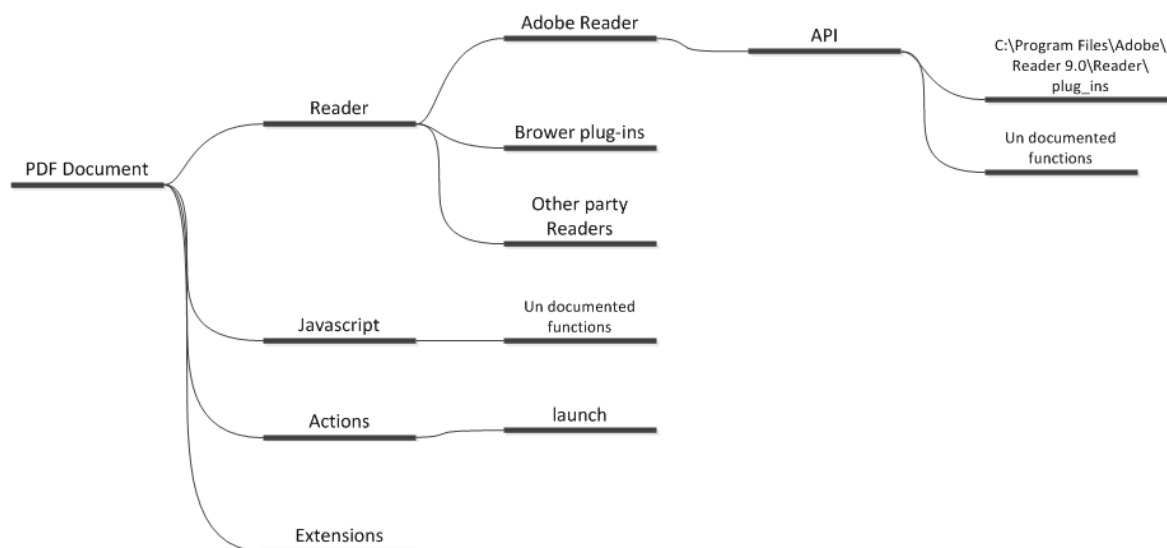 Adobe Reader
API
C:\Program Files\Adobe\
Reader 9.0\Reader\
plug_ins
Reader
Brower plug-ins
Un documented
functions
PDF Document
Other party
Readers
Un documented
functions
Javascript
Actions
launch
Extensions